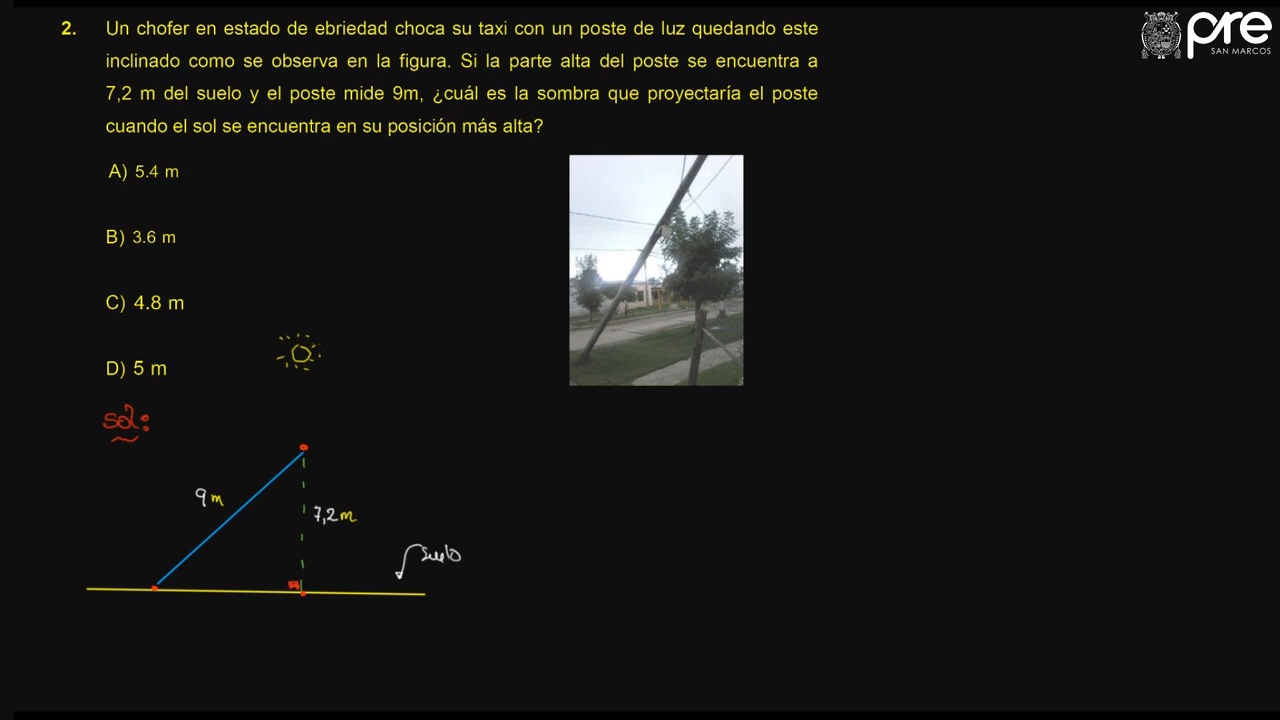 2. Un chofer en estado de ebriedad choca su taxi con un poste de luz quedando este
inclinado como se observa en la figura. Si la parte alta del poste se encuentra a
7,2 m del suelo y el poste mide 9m, ¿cuál es la sombra que proyectaría el poste
cuando el sol se encuentra en su posición más alta?
A) 5.4 m
B) 3.6 m
C) 4.8 m
D) 5 m
sol:
9m
7,2m
suelo
pre
SAN MARCOS